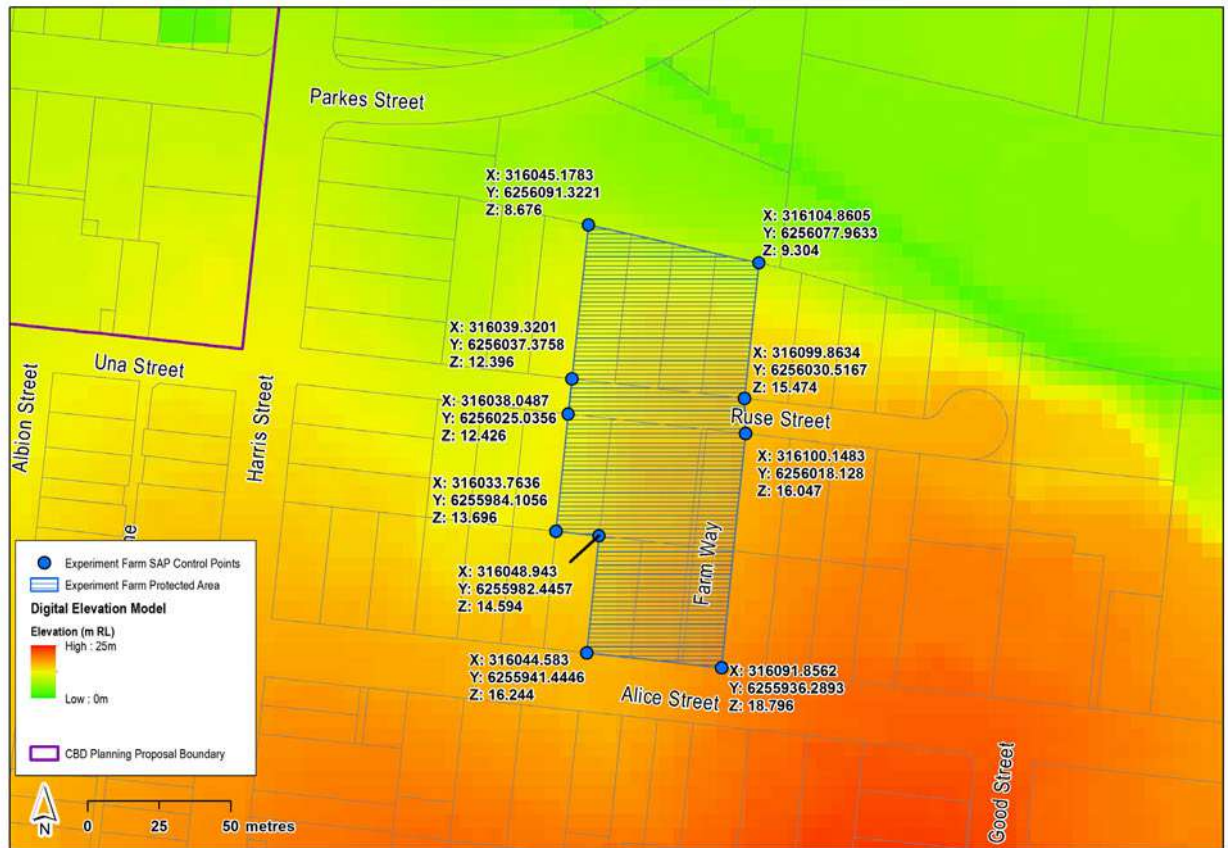 Parkes Street
X: 316045.1783
Y: 6256091.3221
Z: 8.676
X: 316104.8605
Y: 6256077.9633
Z: 9.304
X: 316039.3201
Y: 6256037.3758
Z: 12.396
X: 316099.8634
Y: 6256030.5167
Z: 15.474
Una Street
Albion Street
Harris Street
X: 316038.0487
Y: 6256025.0356
Z: 12.426
Ruse Street
X: 316100.1483
Y: 6256018.128
Z: 16.047
X: 316033.7636
Y: 6255984.1056
Z: 13.696
Farm Way
X: 316048.943
Y: 6255982.4457
Z: 14.594
X: 316044.583
Y: 6255941.4446
Z: 16.244
X: 316091.8562
Y: 6255936.2893
Z: 18.796
Alice Street
Good Street
Experiment Farm SAP Control Points
Experiment Farm Protected Area
Digital Elevation Model
Elevation (m RL)
High : 25m
Low : 0m
CBD Planning Proposal Boundary
N
0 25 50 metres